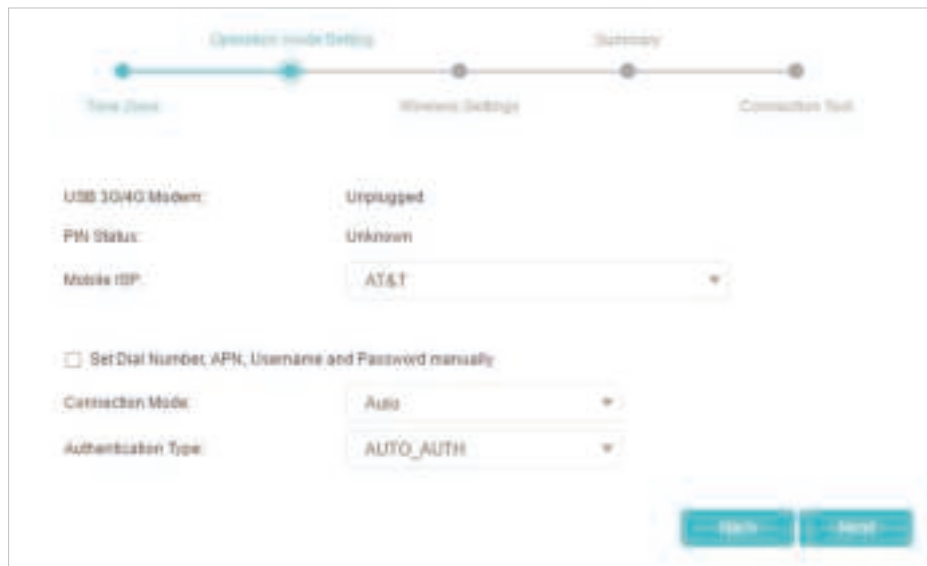 Operation Mode Setting Summary
Time Zone Wireless Settings Connection Test
USB 3G/4G Modem: Unplugged
PIN Status: Unknown
Mobile ISP: AT&T
Set Dial Number, APN, Username and Password manually
Connection Mode: Auto
Authentication Type: AUTO_AUTH
Back Next